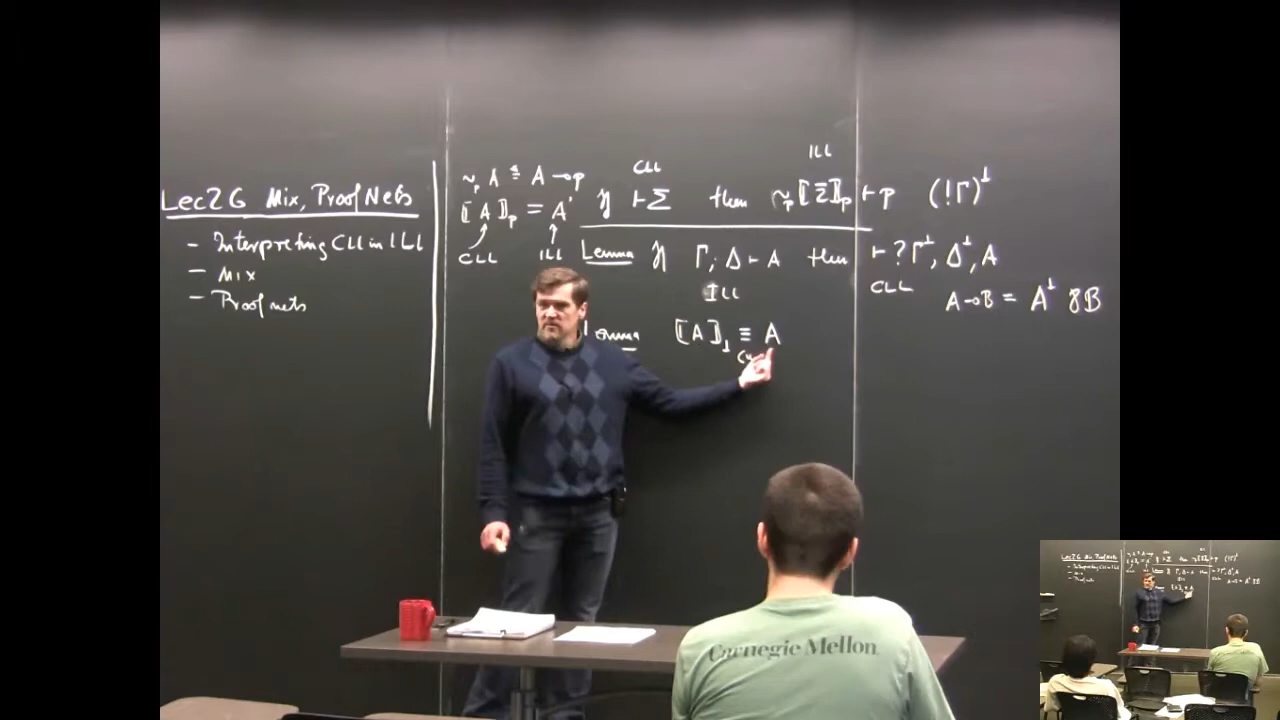 Lec26 Mix, Proof Nets
- Interpreting CLL in ILL
- Mix
- Proof nets
~ₚ A ≜ A ⊸ p
⟦A⟧ₚ = A'
CLL ILL
CLL ILL
If ⊢ Σ then ~ₚ⟦Σ⟧ₚ ⊢ p (!Γ)^⊥
Lemma If Γ; Δ ⊢ A then ⊢ ?Γ^⊥, Δ^⊥, A
ILL CLL
A ⊸ B = A^⊥ ⅋ B
⟦A⟧_⊥ ≡ A
Carnegie Mellon